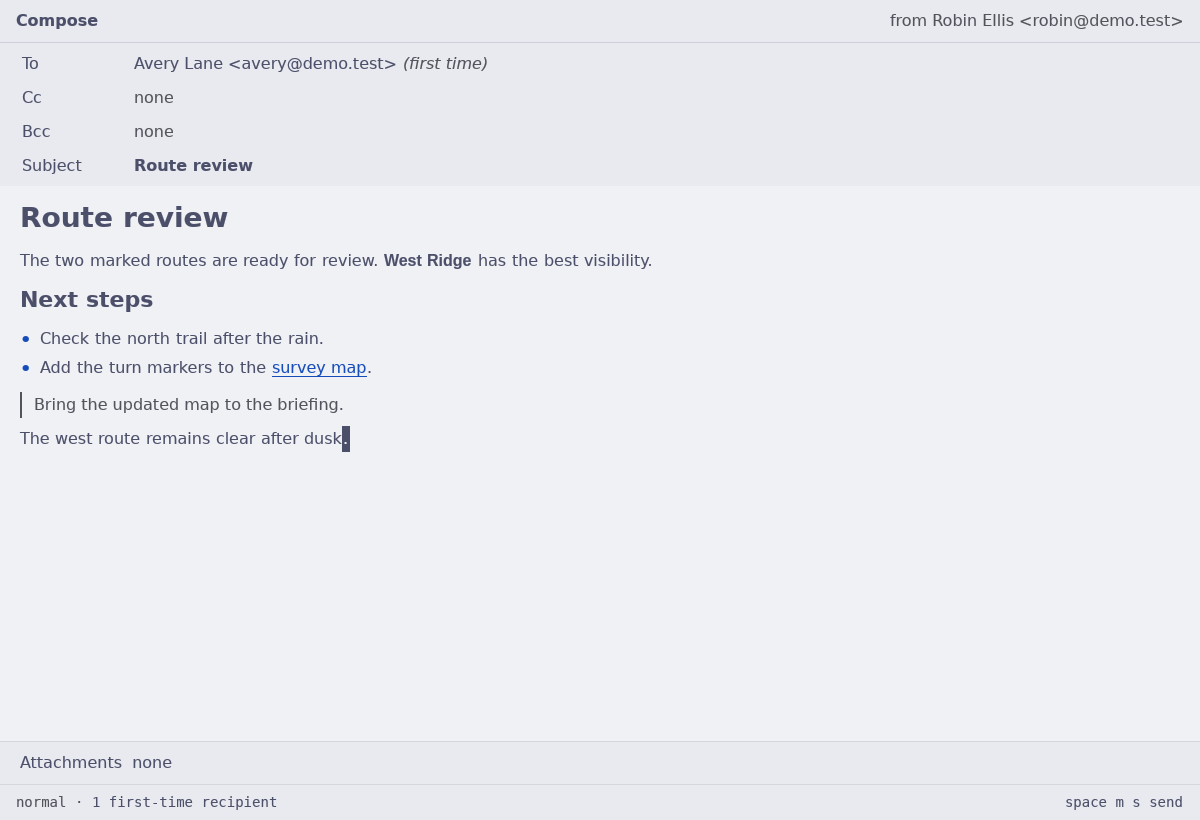 Compose
from Robin Ellis <robin@demo.test>
To Avery Lane <avery@demo.test> (first time)
Cc none
Bcc none
Subject Route review
Route review
The two marked routes are ready for review. West Ridge has the best visibility.
Next steps
• Check the north trail after the rain.
• Add the turn markers to the survey map.
Bring the updated map to the briefing.
The west route remains clear after dusk.
Attachments none
normal · 1 first-time recipient
space m s send